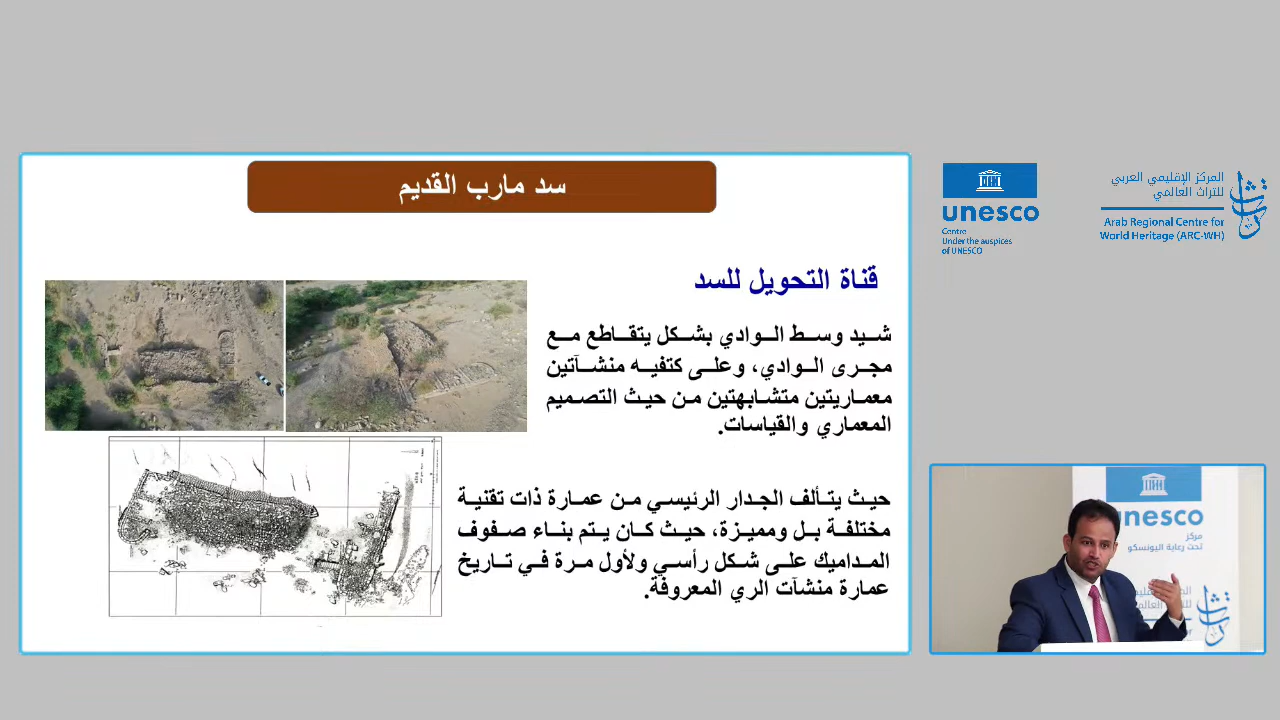 سد مارب القديم
قناة التحويل للسد
شيد وسط الوادي بشكل يتقاطع مع
مجرى الوادي، وعلى كتفيه منشآتين
معماريتين متشابهتين من حيث التصميم
المعماري والقياسات.
حيث يتألف الجدار الرئيسي من عمارة ذات تقنية
مختلفة بل ومميزة، حيث كان يتم بناء صفوف
المداميك على شكل رأسي ولأول مرة في تاريخ
عمارة منشآت الري المعروفة.
unesco
Centre
Under the auspices
of UNESCO
المركز الإقليمي العربي
للتراث العالمي
Arab Regional Centre for
World Heritage (ARC-WH)
unesco
مركز
تحت رعاية اليونسكو